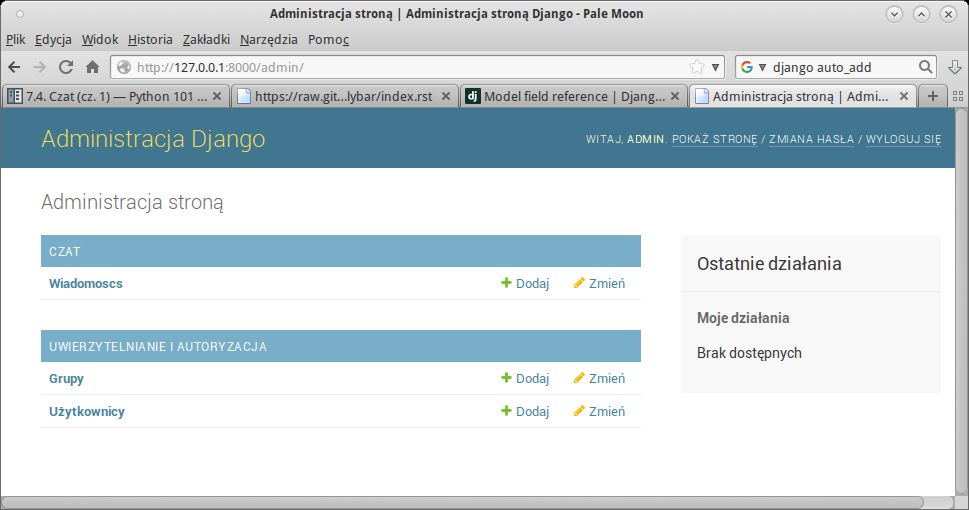 Administracja stroną | Administracja stroną Django - Pale Moon
Plik Edycja Widok Historia Zakładki Narzędzia Pomoc
http://127.0.0.1:8000/admin/ django auto_add
7.4. Czat (cz. 1) — Python 101 ... https://raw.git...lybar/index.rst Model field reference | Djang... Administracja stroną | Admi...
Administracja Django
WITAJ, ADMIN. POKAŻ STRONĘ / ZMIANA HASŁA / WYLOGUJ SIĘ
Administracja stroną
CZAT
Wiadomoscs Dodaj Zmień
UWIERZYTELNIANIE I AUTORYZACJA
Grupy Dodaj Zmień
Użytkownicy Dodaj Zmień
Ostatnie działania
Moje działania
Brak dostępnych